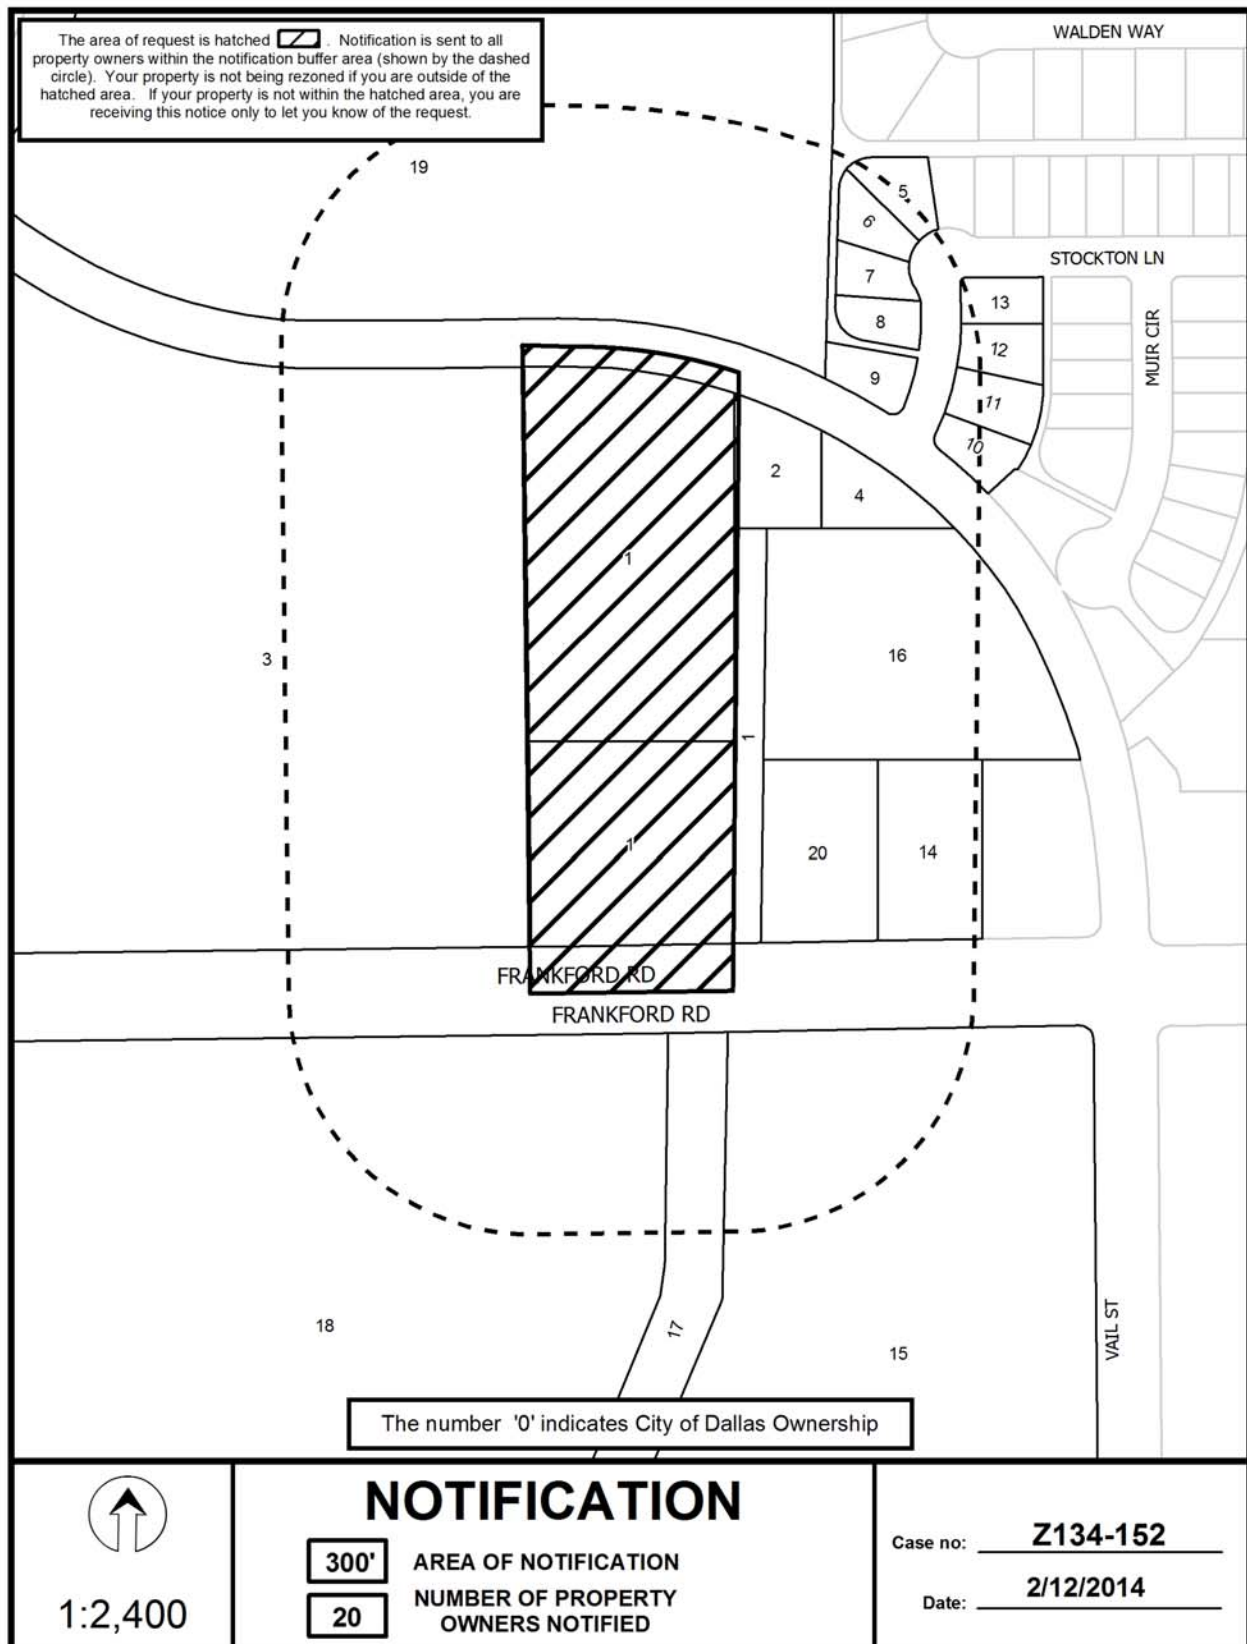 The area of request is hatched . Notification is sent to all
property owners within the notification buffer area (shown by the dashed
circle). Your property is not being rezoned if you are outside of the
hatched area. If your property is not within the hatched area, you are
receiving this notice only to let you know of the request.
WALDEN WAY
19
5
6
7
8
9
STOCKTON LN
13
12
11
10
MUIR CIR
2
4
1
3
16
1
1
20
14
FRANKFORD RD
FRANKFORD RD
18
17
15
VAIL ST
The number '0' indicates City of Dallas Ownership
1:2,400
NOTIFICATION
300' AREA OF NOTIFICATION
20 NUMBER OF PROPERTY
OWNERS NOTIFIED
Case no: Z134-152
Date: 2/12/2014